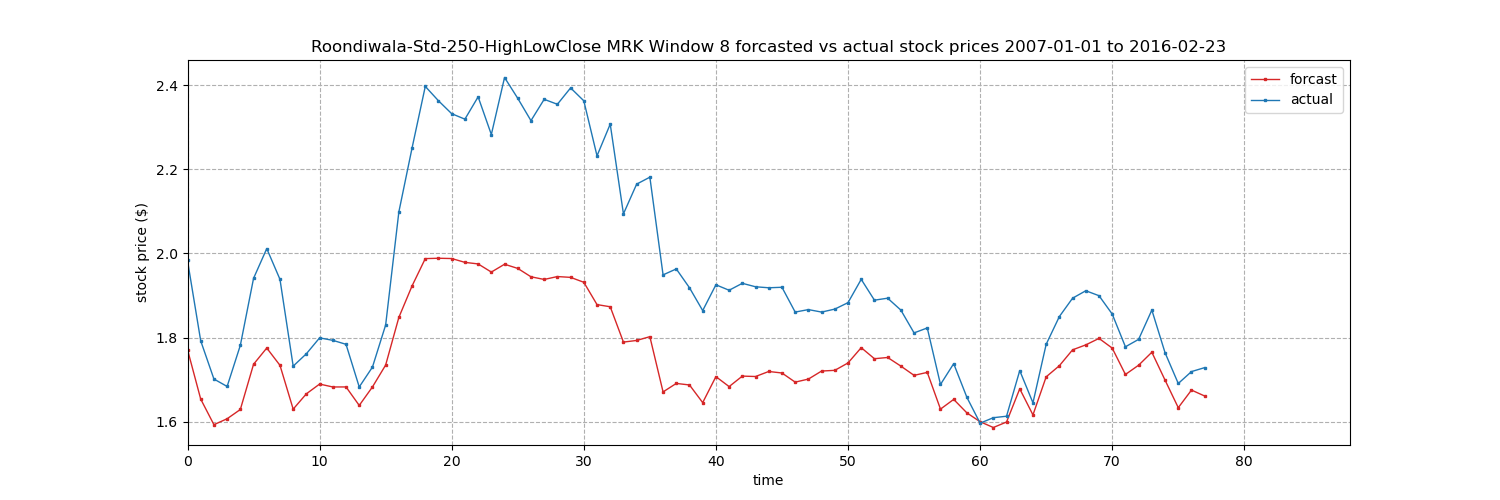 Roondiwala-Std-250-HighLowClose MRK Window 8 forcasted vs actual stock prices 2007-01-01 to 2016-02-23
forcast
actual
stock price ($)
2.4
2.2
2.0
1.8
1.6
0 10 20 30 40 50 60 70 80
time